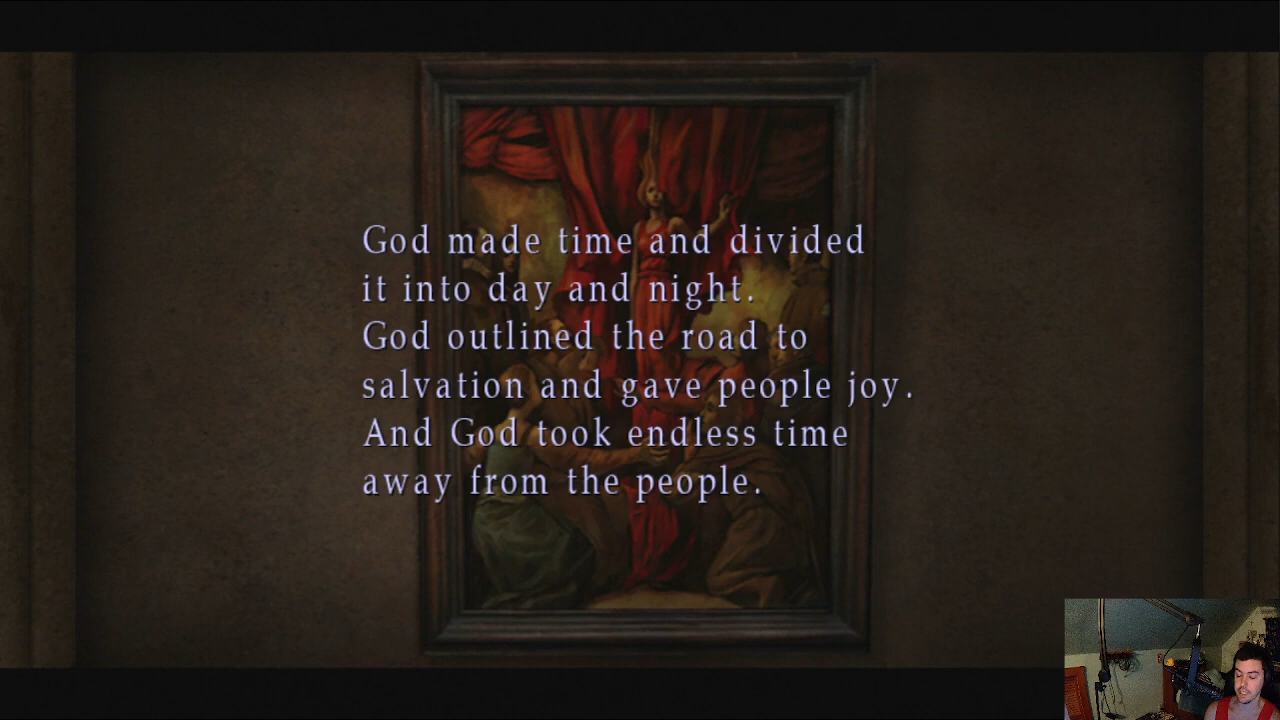 God made time and divided
it into day and night.
God outlined the road to
salvation and gave people joy.
And God took endless time
away from the people.